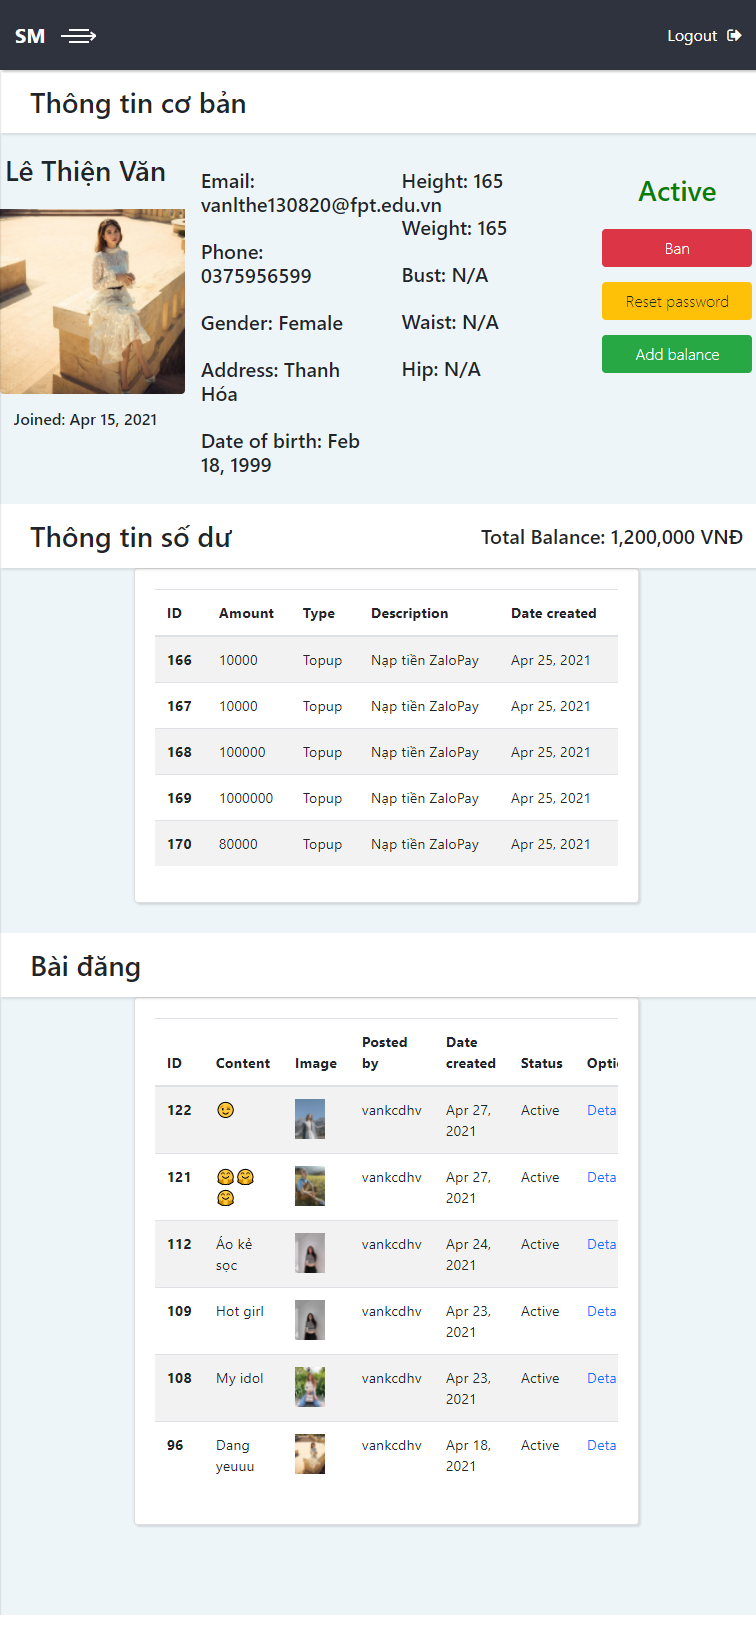 SM
Logout
Thông tin cơ bản
Lê Thiện Văn
Joined: Apr 15, 2021
Email:
vanlthe130820@fpt.edu.vn
Phone:
0375956599
Gender: Female
Address: Thanh
Hóa
Date of birth: Feb
18, 1999
Height: 165
Weight: 165
Bust: N/A
Waist: N/A
Hip: N/A
Active
Ban
Reset password
Add balance
Thông tin số dư
Total Balance: 1,200,000 VNĐ
ID Amount Type Description Date created
166 10000 Topup Nạp tiền ZaloPay Apr 25, 2021
167 10000 Topup Nạp tiền ZaloPay Apr 25, 2021
168 100000 Topup Nạp tiền ZaloPay Apr 25, 2021
169 1000000 Topup Nạp tiền ZaloPay Apr 25, 2021
170 80000 Topup Nạp tiền ZaloPay Apr 25, 2021
Bài đăng
Posted Date
ID Content Image by created Status Opti
122 😉 vankcdhv Apr 27, Active Deta
2021
121 🤗🤗 vankcdhv Apr 27, Active Deta
🤗 2021
112 Áo kẻ vankcdhv Apr 24, Active Deta
sọc 2021
109 Hot girl vankcdhv Apr 23, Active Deta
2021
108 My idol vankcdhv Apr 23, Active Deta
2021
96 Dang vankcdhv Apr 18, Active Deta
yeuuu 2021